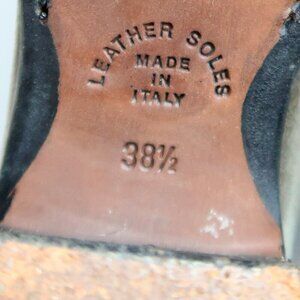 LEATHER SOLES
MADE
IN
ITALY
38½